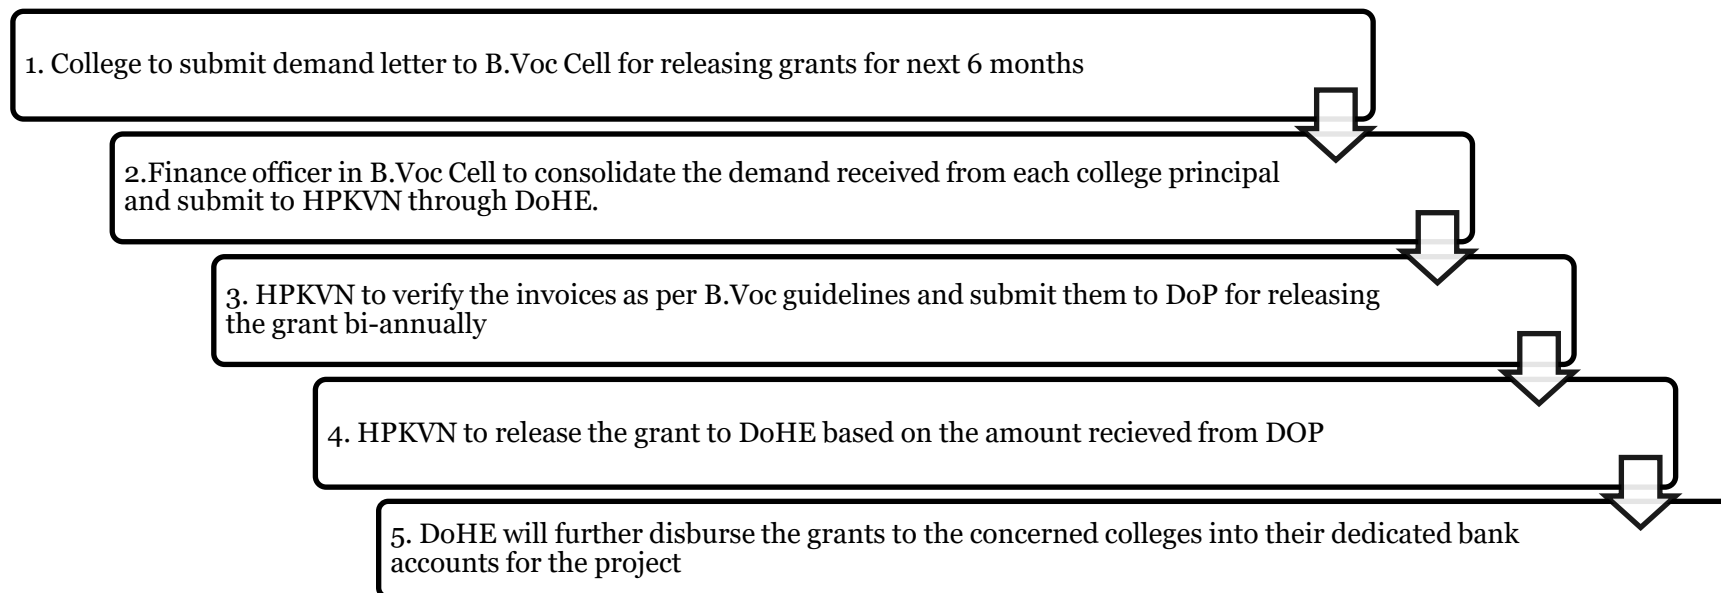 1. College to submit demand letter to B.Voc Cell for releasing grants for next 6 months
2.Finance officer in B.Voc Cell to consolidate the demand received from each college principal
and submit to HPKVN through DoHE.
3. HPKVN to verify the invoices as per B.Voc guidelines and submit them to DoP for releasing
the grant bi-annually
4. HPKVN to release the grant to DoHE based on the amount recieved from DOP
5. DoHE will further disburse the grants to the concerned colleges into their dedicated bank
accounts for the project